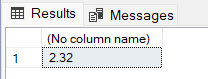 Results Messages
(No column name)
1 2.32